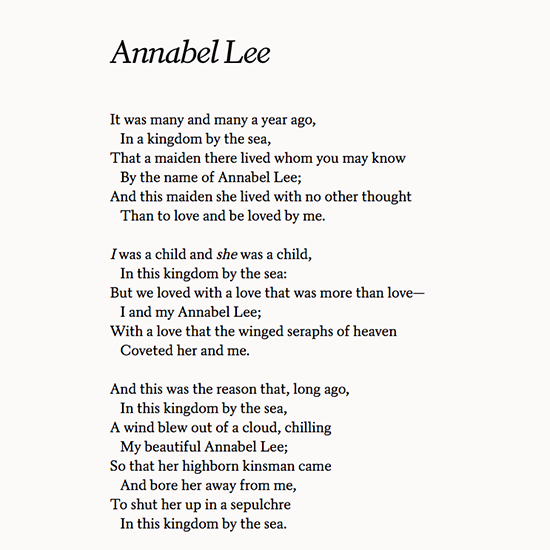 Annabel Lee
It was many and many a year ago,
In a kingdom by the sea,
That a maiden there lived whom you may know
By the name of Annabel Lee;
And this maiden she lived with no other thought
Than to love and be loved by me.
I was a child and she was a child,
In this kingdom by the sea:
But we loved with a love that was more than love—
I and my Annabel Lee;
With a love that the winged seraphs of heaven
Coveted her and me.
And this was the reason that, long ago,
In this kingdom by the sea,
A wind blew out of a cloud, chilling
My beautiful Annabel Lee;
So that her highborn kinsman came
And bore her away from me,
To shut her up in a sepulchre
In this kingdom by the sea.